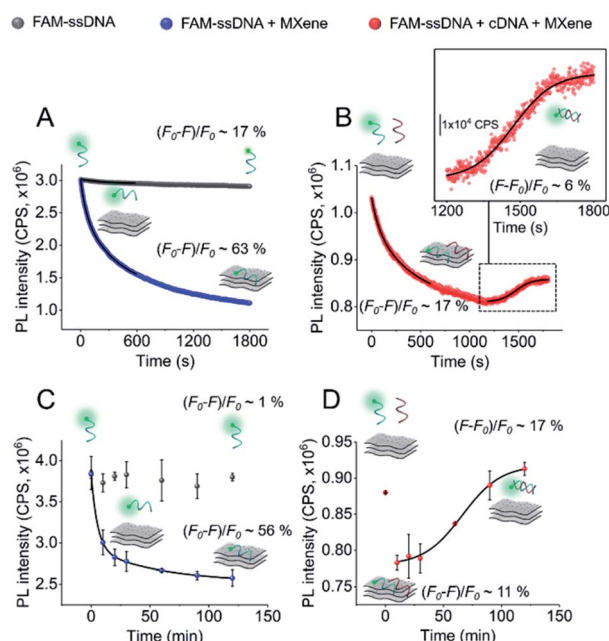 FAM-ssDNA
FAM-ssDNA + MXene
FAM-ssDNA + cDNA + MXene
A
(F₀-F)/F₀ ~ 17 %
(F₀-F)/F₀ ~ 63 %
PL intensity (CPS, x10⁶)
3.0
2.5
2.0
1.5
1.0
0
600
1200
1800
Time (s)
B
1x10⁴ CPS
(F-F₀)/F₀ ~ 6 %
1200
1500
1800
Time (s)
(F₀-F)/F₀ ~ 17 %
PL intensity (CPS, x10⁶)
1.1
1.0
0.9
0.8
0
500
1000
1500
Time (s)
C
(F₀-F)/F₀ ~ 1 %
(F₀-F)/F₀ ~ 56 %
PL intensity (CPS, x10⁶)
4.0
3.5
3.0
2.5
0
50
100
150
Time (min)
D
(F-F₀)/F₀ ~ 17 %
(F₀-F)/F₀ ~ 11 %
PL intensity (CPS, x10⁶)
0.95
0.90
0.85
0.80
0.75
0
50
100
150
Time (min)